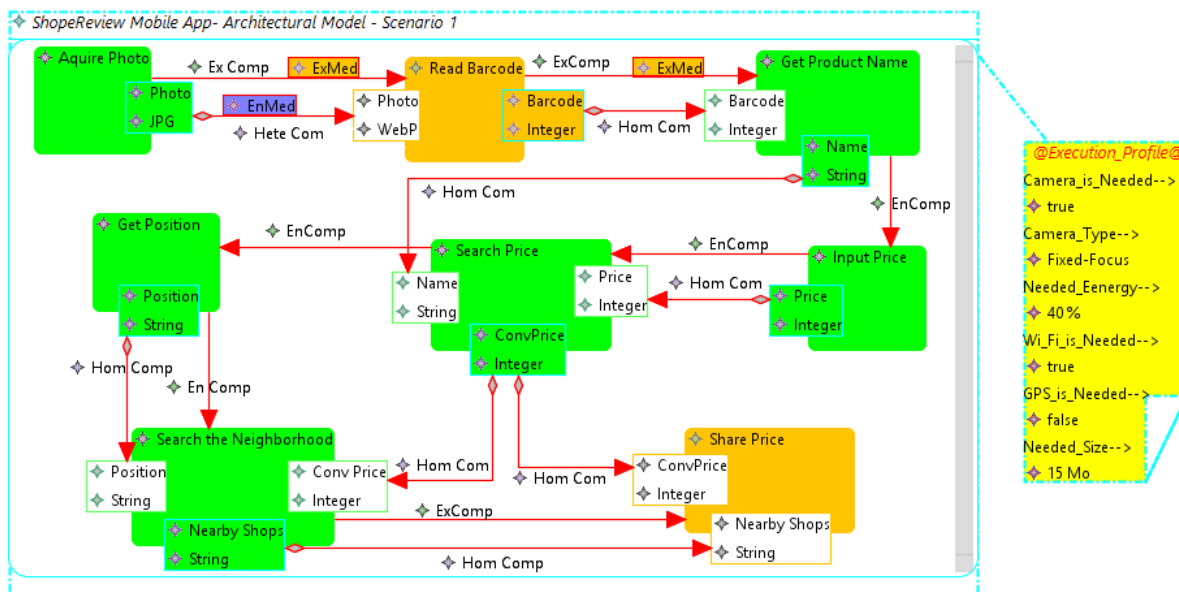 ShopeReview Mobile App- Architectural Model - Scenario 1
Aquire Photo
Photo
JPG
Ex Comp
ExMed
EnMed
Hete Com
Read Barcode
Photo
WebP
Barcode
Integer
ExComp
ExMed
Hom Com
Get Product Name
Barcode
Integer
Name
String
Hom Com
EnComp
Get Position
Position
String
EnComp
Search Price
Name
String
Price
Integer
ConvPrice
Integer
EnComp
Hom Com
Input Price
Price
Integer
Hom Comp
En Comp
Search the Neighborhood
Position
String
Conv Price
Integer
Nearby Shops
String
Hom Com
Hom Com
ExComp
Hom Comp
Share Price
ConvPrice
Integer
Nearby Shops
String
@Execution_Profile@
Camera_is_Needed-->
true
Camera_Type-->
Fixed-Focus
Needed_Eenergy-->
40%
Wi_Fi_is_Needed-->
true
GPS_is_Needed-->
false
Needed_Size-->
15 Mo